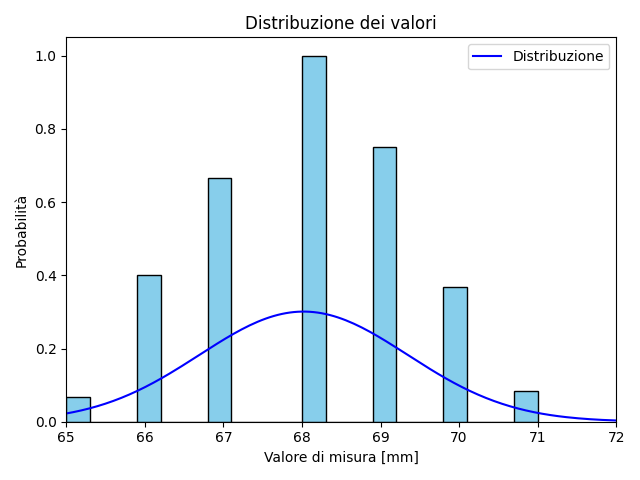 Distribuzione dei valori
Distribuzione
Probabilità
1.0
0.8
0.6
0.4
0.2
0.0
65 66 67 68 69 70 71 72
Valore di misura [mm]